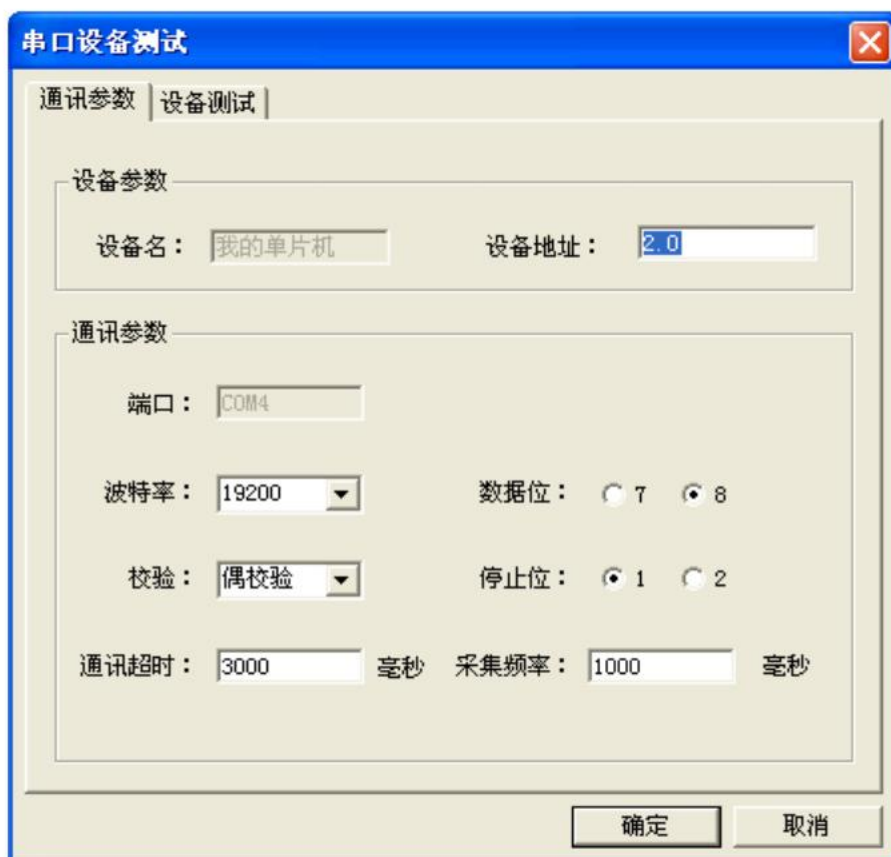 串口设备测试
通讯参数 设备测试
设备参数
设备名： 我的单片机 设备地址： 2.0
通讯参数
端口： COM4
波特率： 19200 数据位： 7 8
校验： 偶校验 停止位： 1 2
通讯超时： 3000 毫秒 采集频率： 1000 毫秒
确定 取消